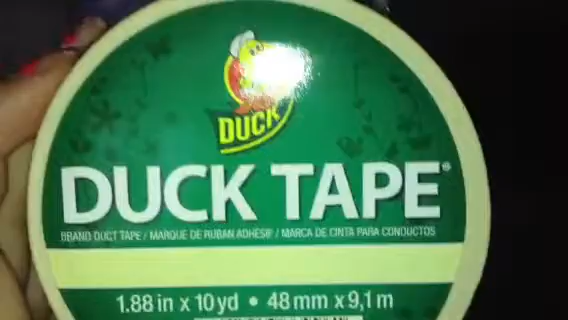 DUCK
DUCK TAPE®
BRAND DUCT TAPE / MARQUE DE RUBAN ADHÉSIF / MARCA DE CINTA PARA CONDUCTOS
1.88 in x 10 yd • 48 mm x 9,1 m